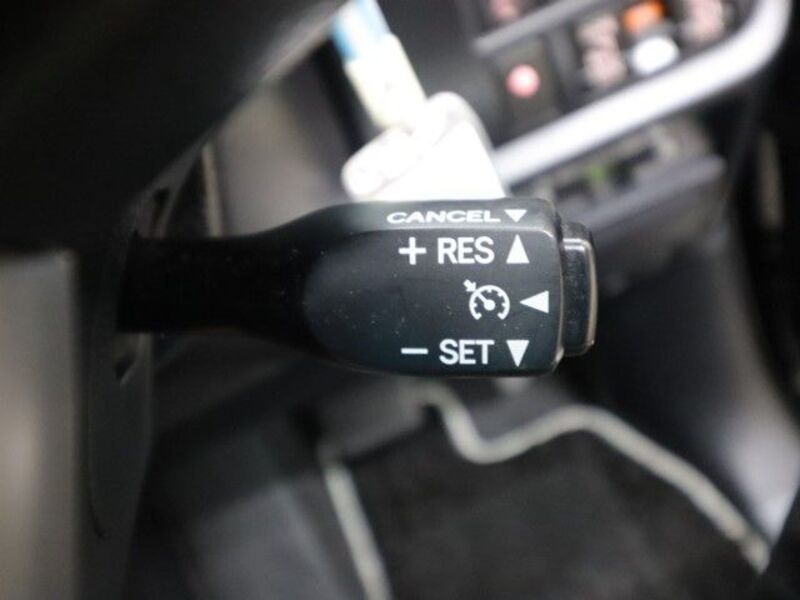 CANCEL▼
+ RES ▲
◀
- SET ▼